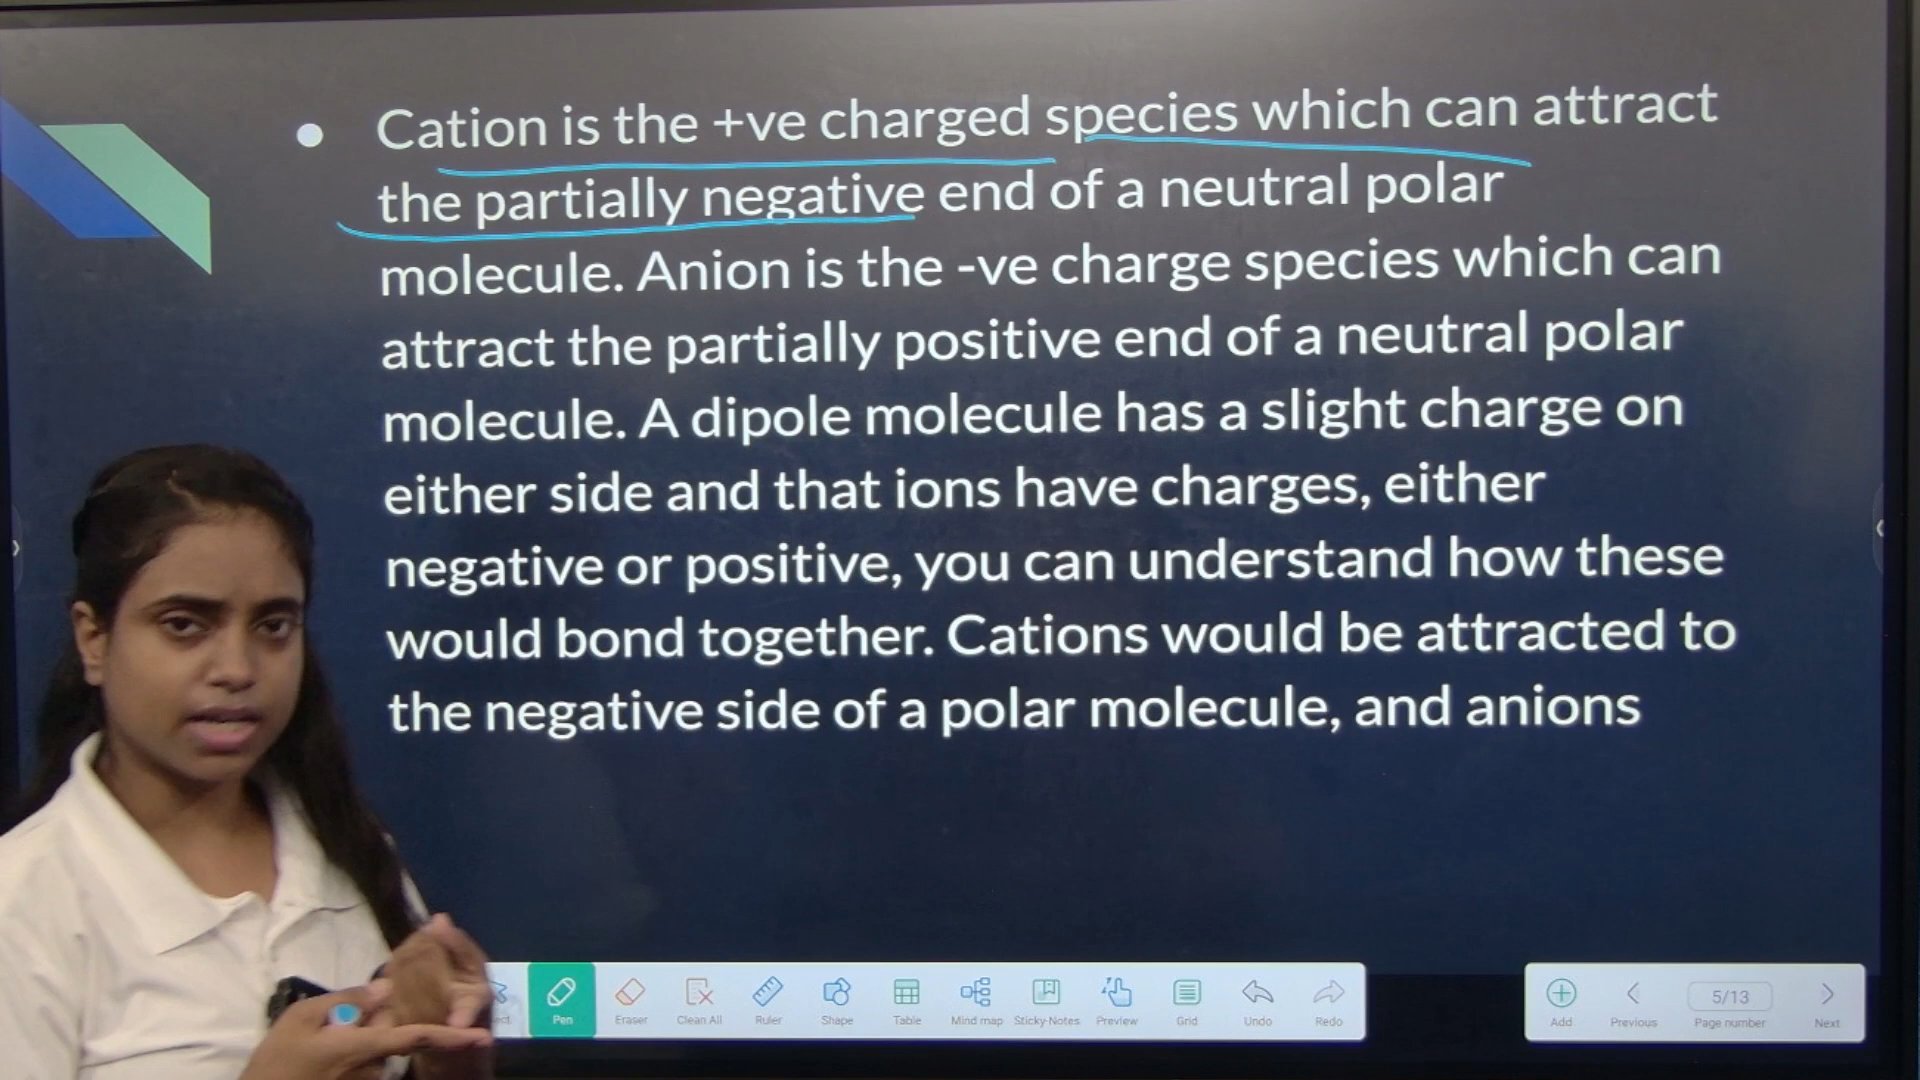 Cation is the +ve charged species which can attract
the partially negative end of a neutral polar
molecule. Anion is the -ve charge species which can
attract the partially positive end of a neutral polar
molecule. A dipole molecule has a slight charge on
either side and that ions have charges, either
negative or positive, you can understand how these
would bond together. Cations would be attracted to
the negative side of a polar molecule, and anions
Pen Eraser Clean All Ruler Shape Table Mind map Sticky-Notes Preview Grid Undo Redo
5/13
Add Previous Page number Next